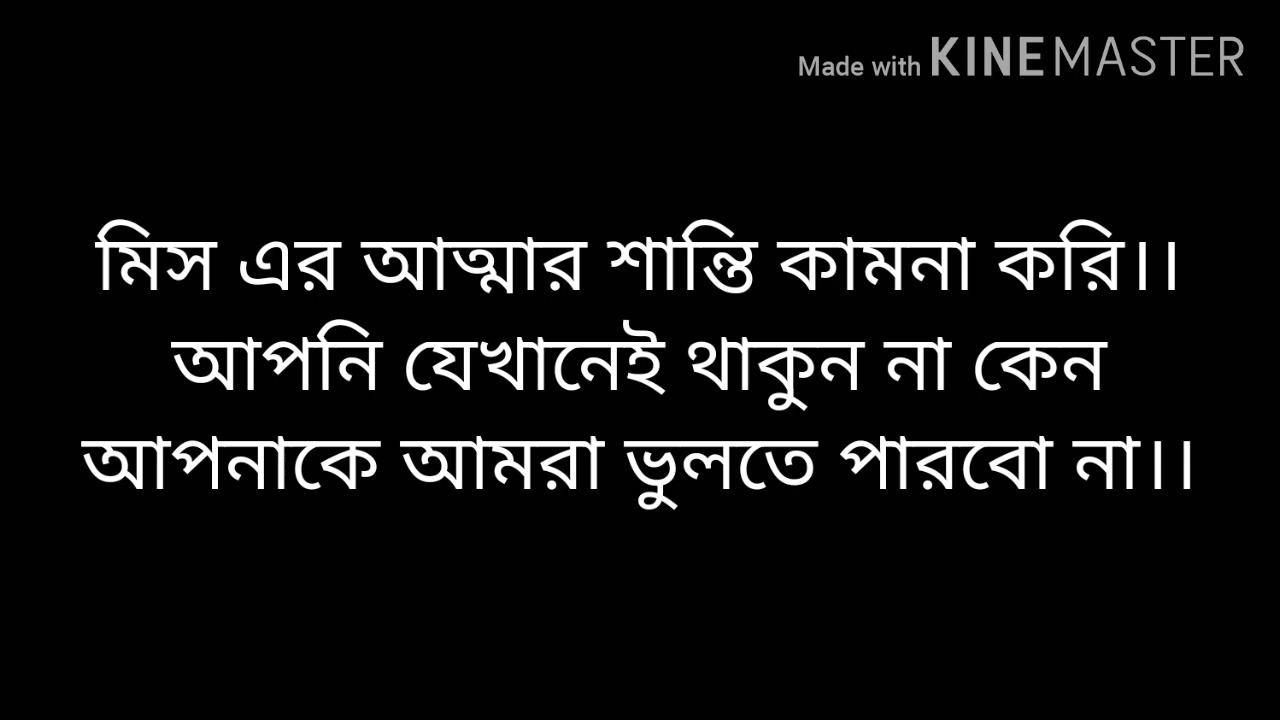 Made with KINEMASTER
মিস এর আত্মার শান্তি কামনা করি।।
আপনি যেখানেই থাকুন না কেন
আপনাকে আমরা ভুলতে পারবো না।।